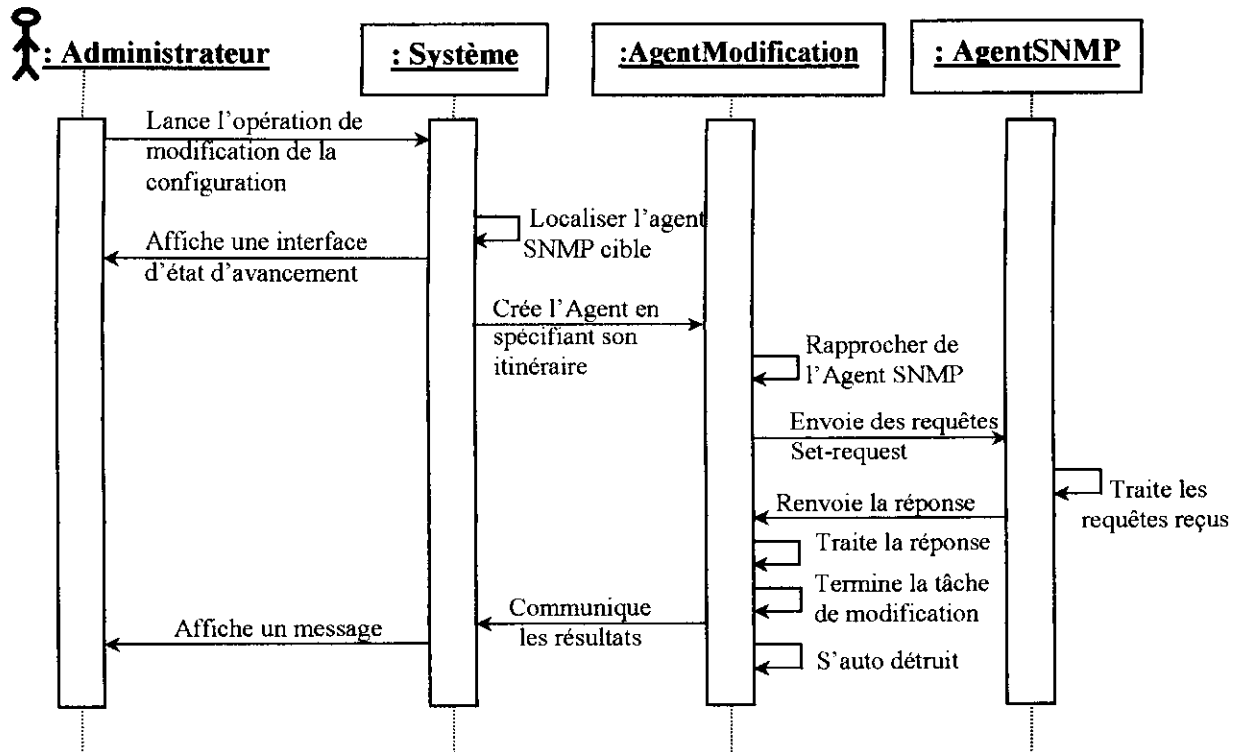 : Administrateur
: Système
:AgentModification
: AgentSNMP
Lance l'opération de
modification de la
configuration
Localiser l'agent
SNMP cible
Affiche une interface
d'état d'avancement
Crée l'Agent en
spécifiant son
itinéraire
Rapprocher de
l'Agent SNMP
Envoie des requêtes
Set-request
Traite les
requêtes reçus
Renvoie la réponse
Traite la réponse
Termine la tâche
de modification
Communique
les résultats
Affiche un message
S'auto détruit